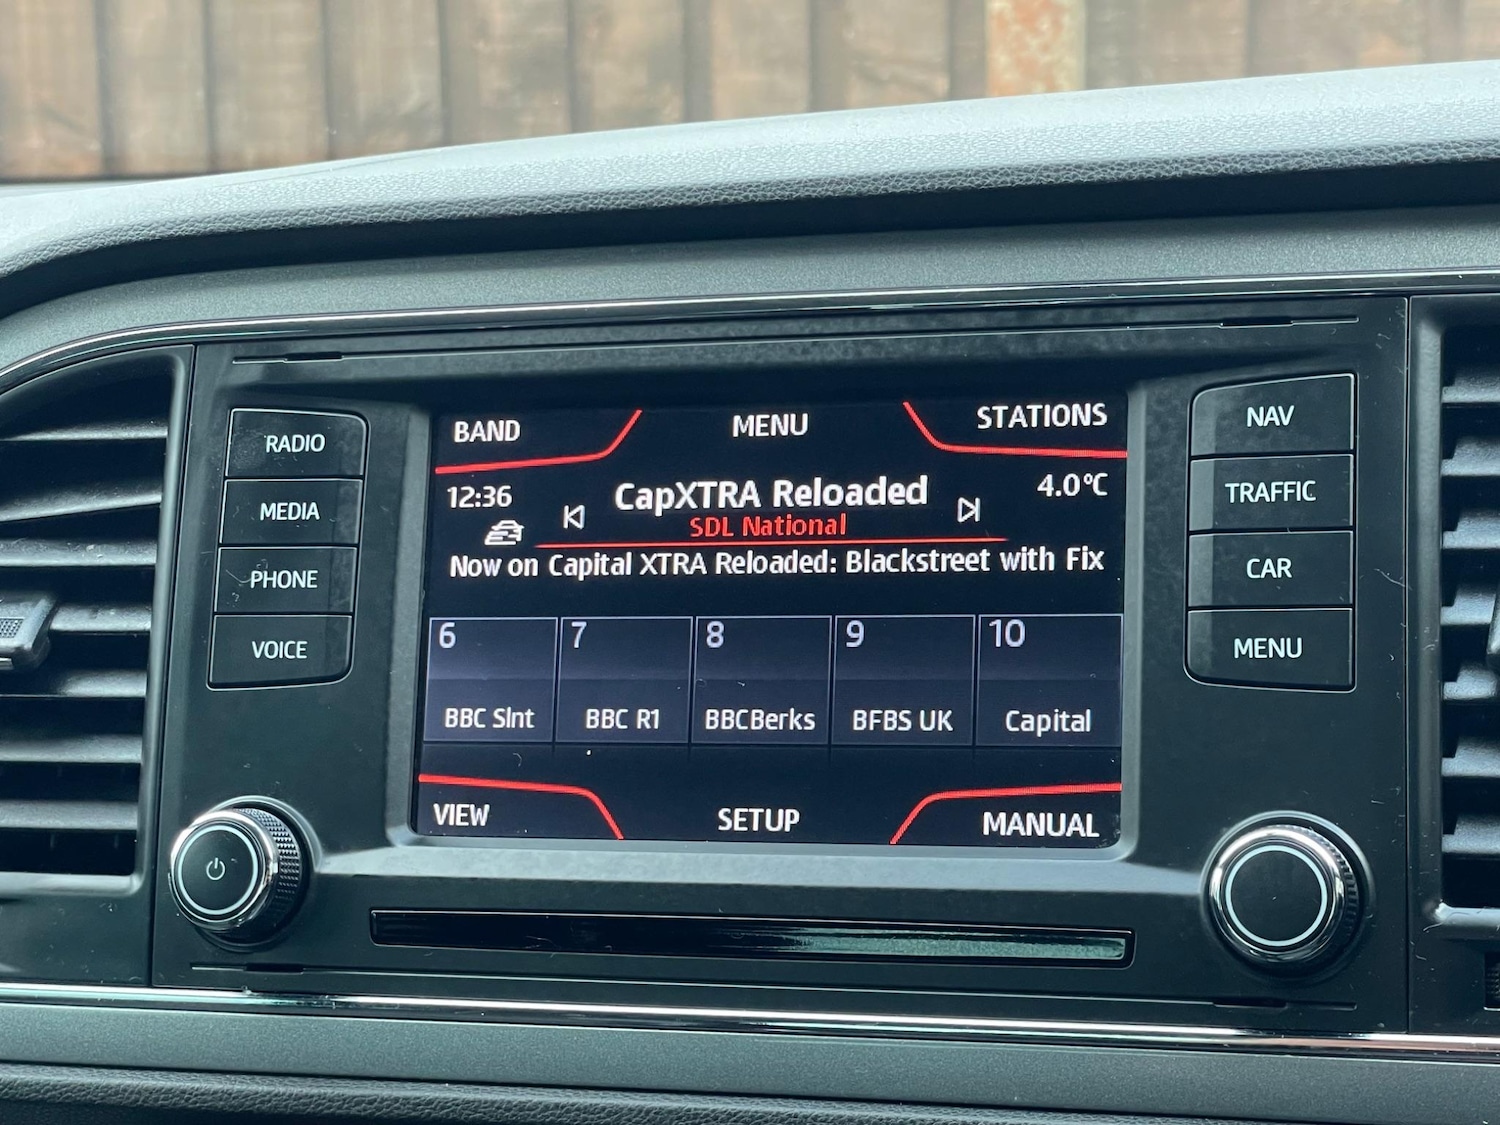 BAND MENU STATIONS
12:36 CapXTRA Reloaded 4.0°C
SDL National
Now on Capital XTRA Reloaded: Blackstreet with Fix
6 7 8 9 10
BBC Slnt BBC R1 BBCBerks BFBS UK Capital
VIEW SETUP MANUAL
RADIO
MEDIA
PHONE
VOICE
NAV
TRAFFIC
CAR
MENU